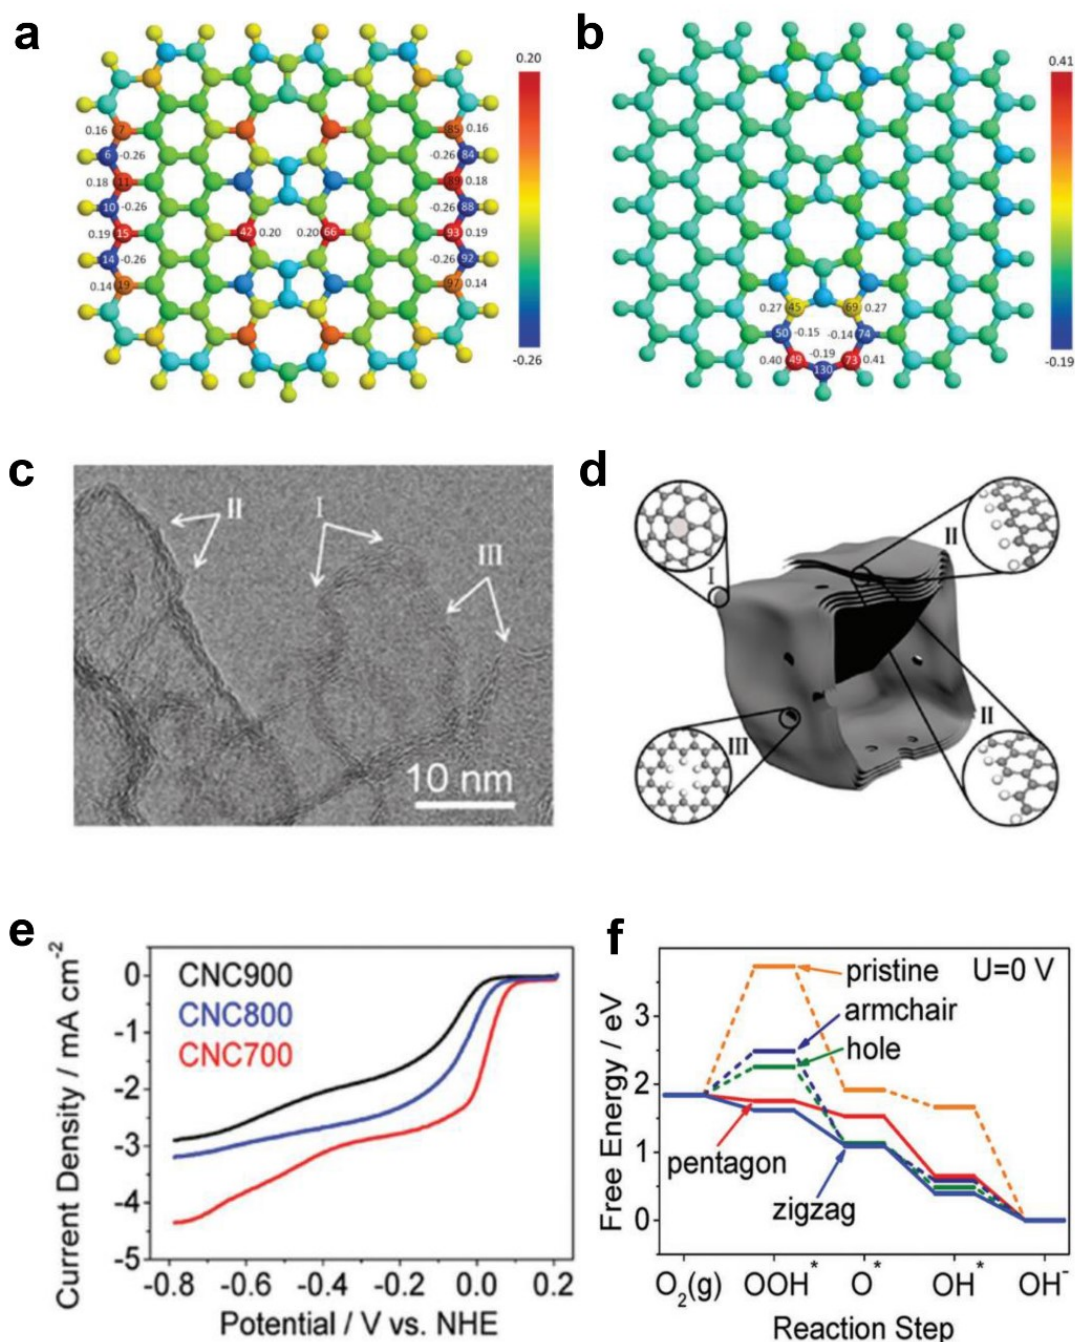 a
0.20
0.16 7 85 0.16
6 -0.26 -0.26 84
0.18 11 89 0.18
10 -0.26 -0.26 88
0.19 15 42 0.20 0.20 66 93 0.19
14 -0.26 -0.26 92
0.14 19 97 0.14
-0.26
b
0.41
0.27 45 69 0.27
50 -0.15 -0.14 74
0.40 49 -0.19 73 0.41
130
-0.19
c
II
I
III
10 nm
d
I
II
II
III
e
Current Density / mA cm-2
0
-1
-2
-3
-4
-5
CNC900
CNC800
CNC700
-0.8 -0.6 -0.4 -0.2 0.0 0.2
Potential / V vs. NHE
f
Free Energy / eV
3
2
1
0
pristine
U=0 V
armchair
hole
pentagon
zigzag
O2(g) OOH* O* OH* OH-
Reaction Step